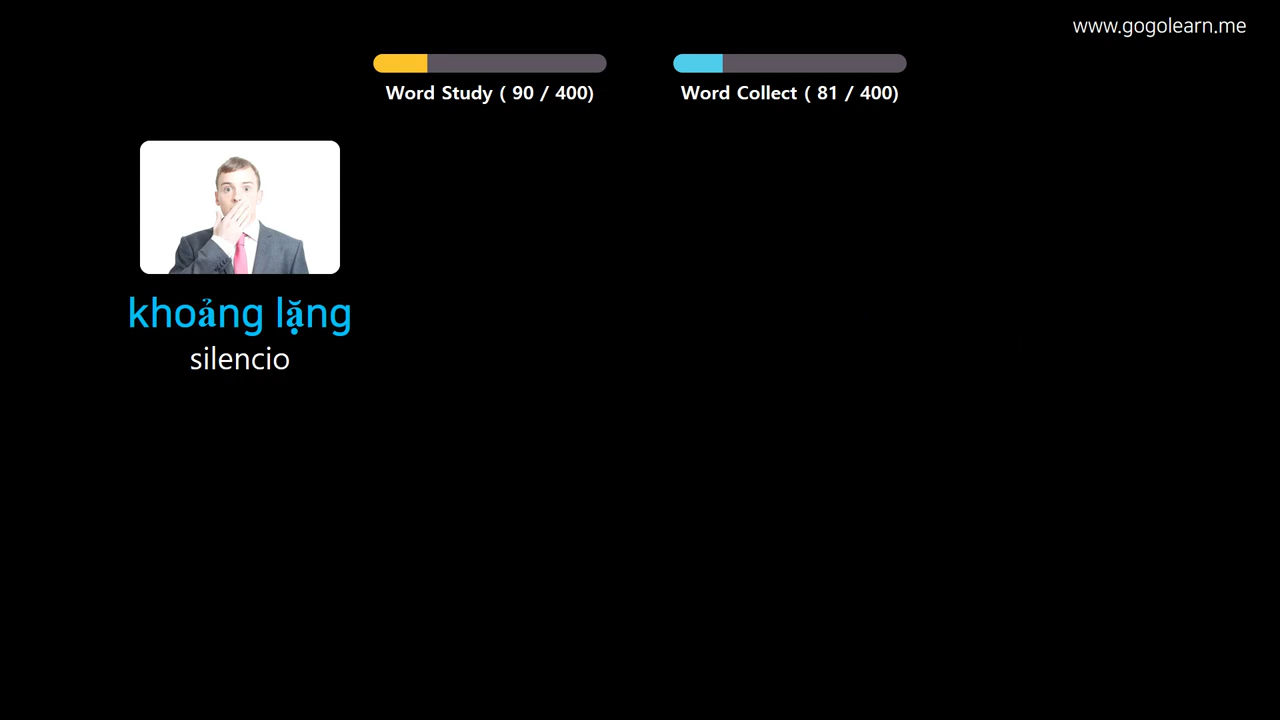 www.gogolearn.me
Word Study ( 90 / 400)
Word Collect ( 81 / 400)
khoảng lặng
silencio